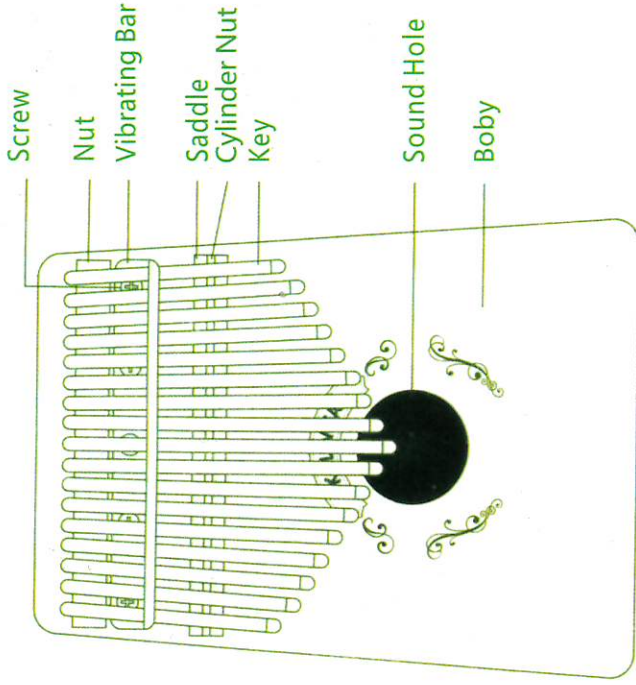 Screw
Nut
Vibrating Bar
Saddle
Cylinder Nut
Key
Sound Hole
Boby